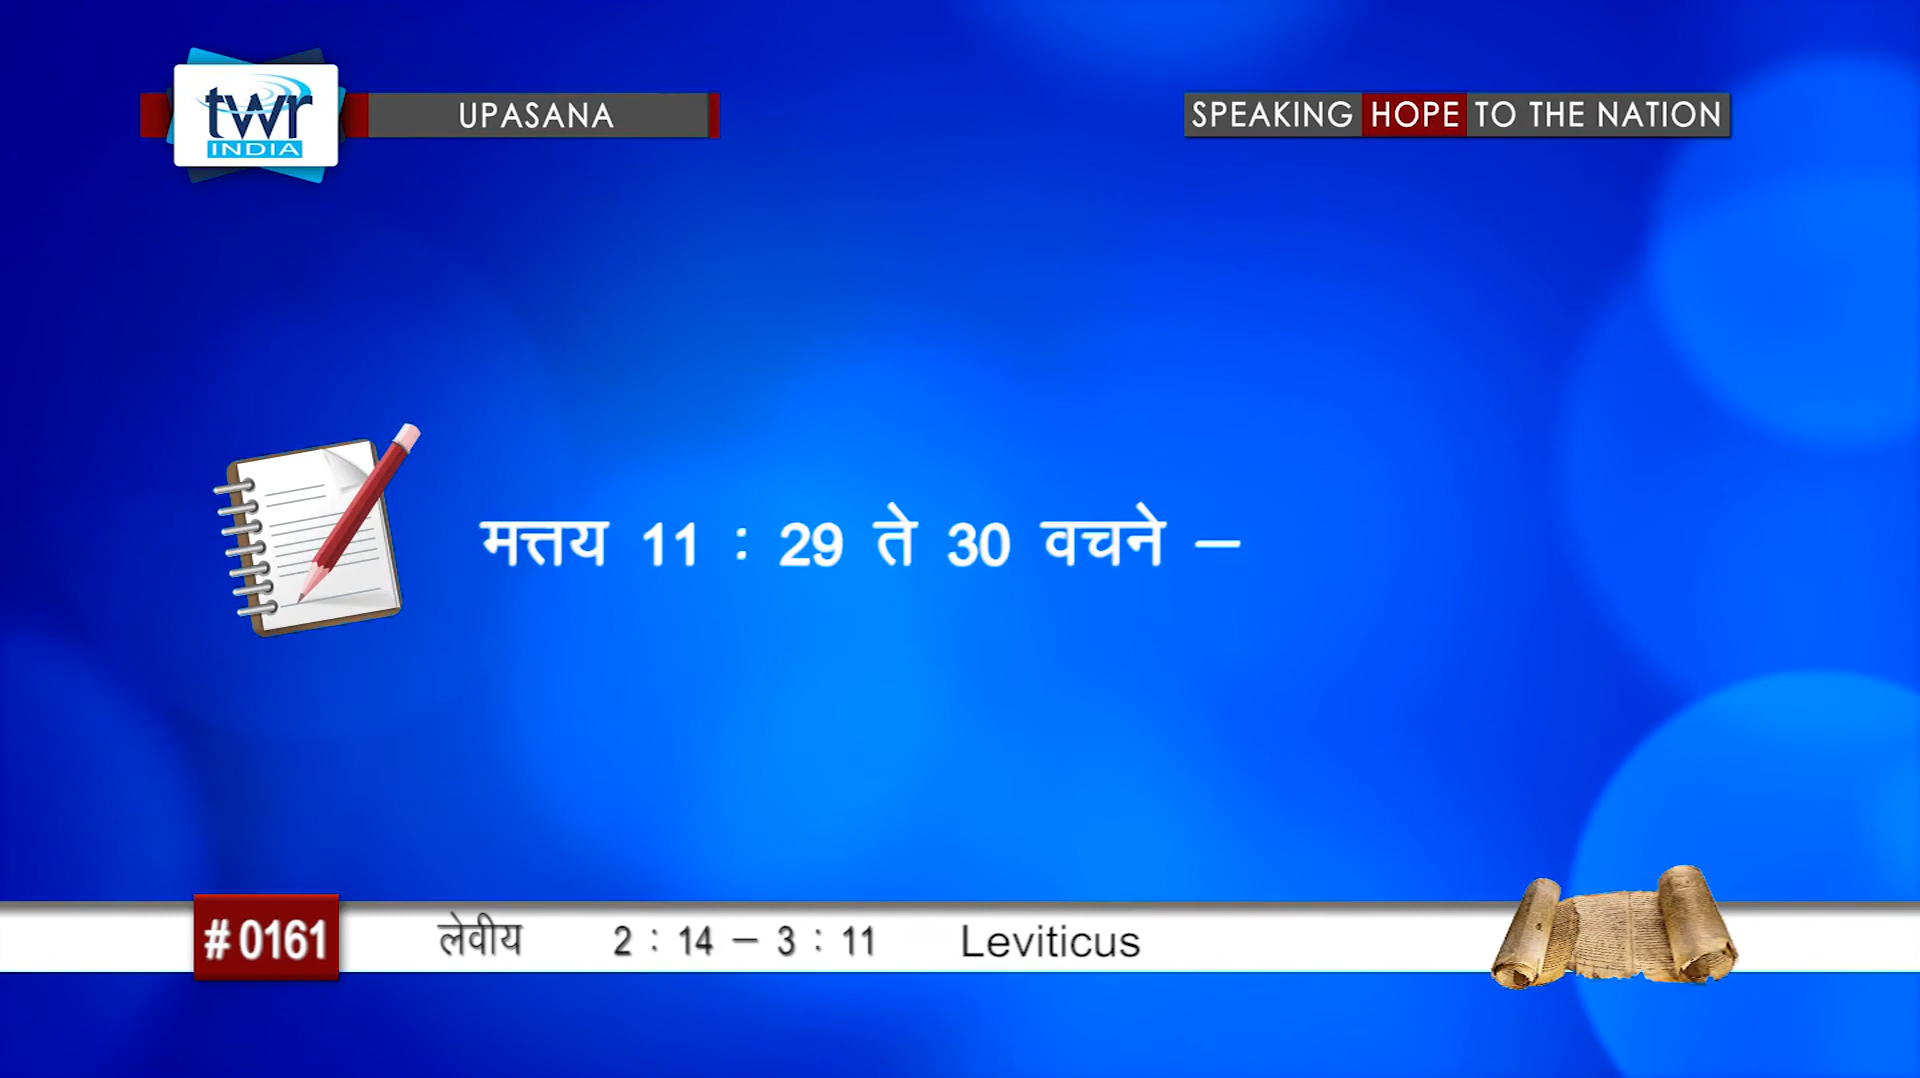 twr
INDIA
UPASANA
SPEAKING HOPE TO THE NATION
मत्तय 11 : 29 ते 30 वचने –
#0161
लेवीय 2 : 14 – 3 : 11 Leviticus